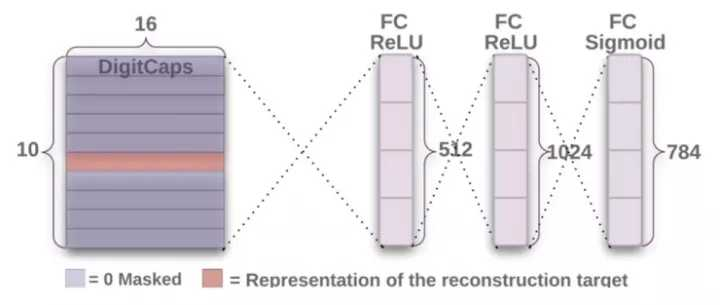 16
FC
ReLU
FC
ReLU
FC
Sigmoid
DigitCaps
10
512
1024
784
= 0 Masked
= Representation of the reconstruction target